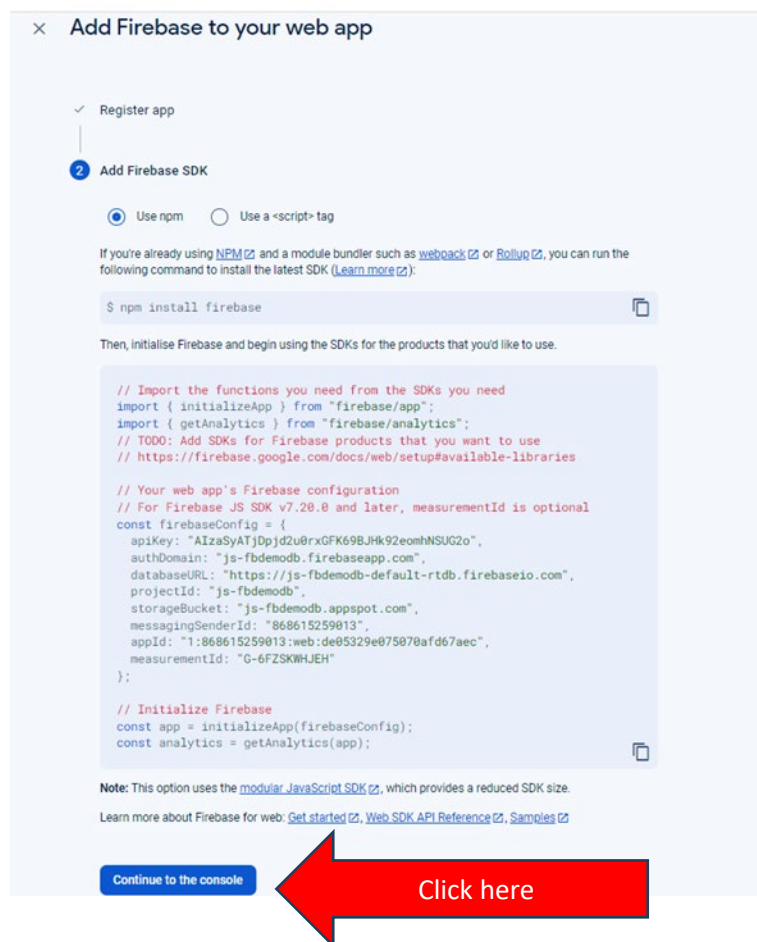 Add Firebase to your web app
Register app
2 Add Firebase SDK
Use npm Use a <script> tag
If you're already using NPM and a module bundler such as webpack or Rollup, you can run the
following command to install the latest SDK (Learn more):
$ npm install firebase
Then, initialise Firebase and begin using the SDKs for the products that you'd like to use.
// Import the functions you need from the SDKs you need
import { initializeApp } from "firebase/app";
import { getAnalytics } from "firebase/analytics";
// TODO: Add SDKs for Firebase products that you want to use
// https://firebase.google.com/docs/web/setup#available-libraries
// Your web app's Firebase configuration
// For Firebase JS SDK v7.20.0 and later, measurementId is optional
const firebaseConfig = {
apiKey: "AIzaSyATjDpjd2u0rxGFK69BJHk92eomhNSUG2o",
authDomain: "js-fbdemodb.firebaseapp.com",
databaseURL: "https://js-fbdemodb-default-rtdb.firebaseio.com",
projectId: "js-fbdemodb",
storageBucket: "js-fbdemodb.appspot.com",
messagingSenderId: "868615259013",
appId: "1:868615259013:web:de05329e075070afd67aec",
measurementId: "G-6FZSKWHJEH"
};
// Initialize Firebase
const app = initializeApp(firebaseConfig);
const analytics = getAnalytics(app);
Note: This option uses the modular JavaScript SDK, which provides a reduced SDK size.
Learn more about Firebase for web: Get started, Web SDK API Reference, Samples
Continue to the console
Click here